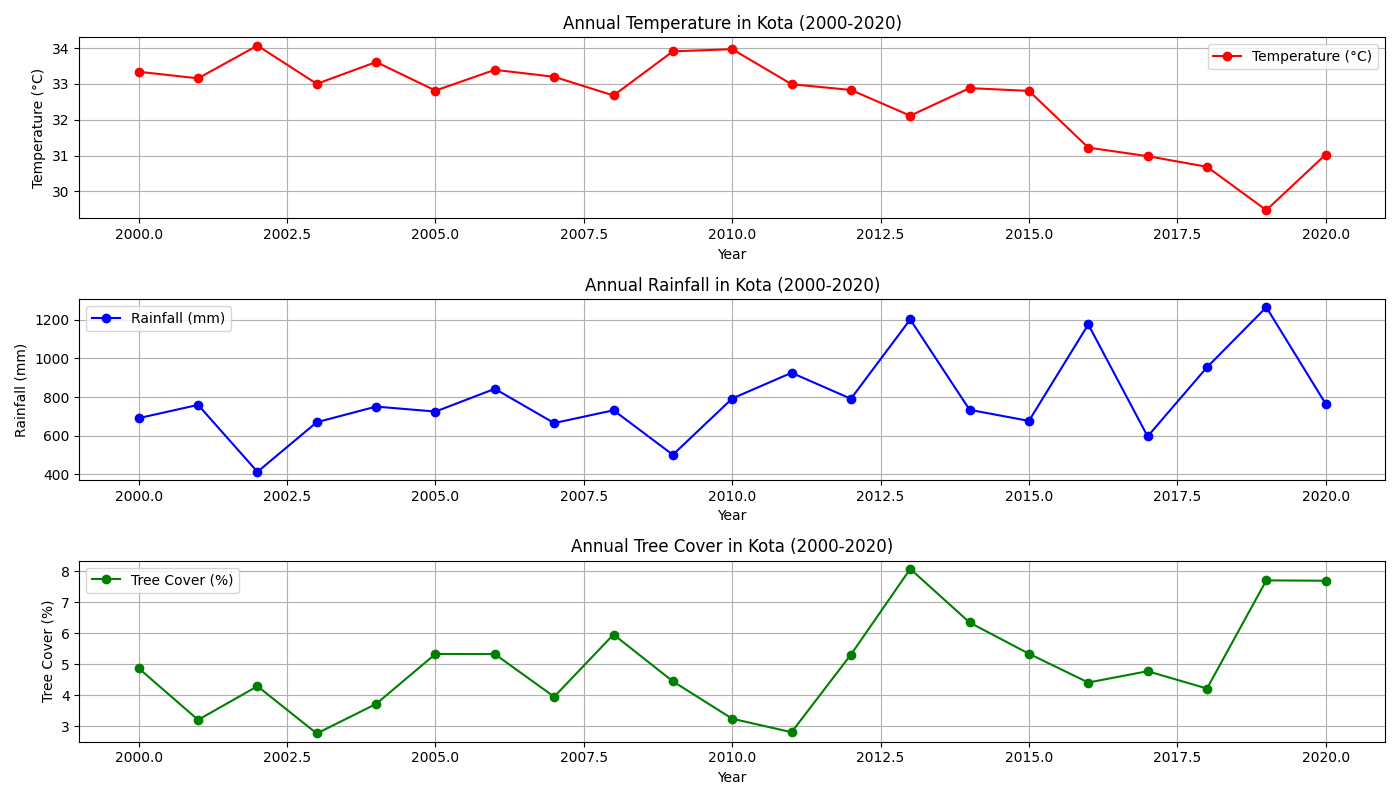 Annual Temperature in Kota (2000-2020)
Temperature (°C)
34
33
32
31
30
Temperature (°C)
2000.0 2002.5 2005.0 2007.5 2010.0 2012.5 2015.0 2017.5 2020.0
Year
Annual Rainfall in Kota (2000-2020)
Rainfall (mm)
1200
1000
800
600
400
Rainfall (mm)
2000.0 2002.5 2005.0 2007.5 2010.0 2012.5 2015.0 2017.5 2020.0
Year
Annual Tree Cover in Kota (2000-2020)
Tree Cover (%)
8
7
6
5
4
3
Tree Cover (%)
2000.0 2002.5 2005.0 2007.5 2010.0 2012.5 2015.0 2017.5 2020.0
Year